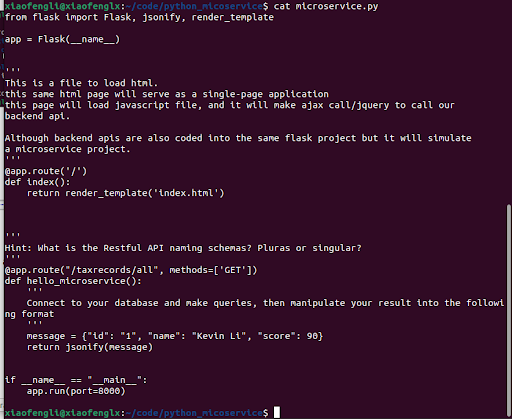 xiaofengli@xiaofenglx:~/code/python_micoservice$ cat microservice.py
from flask import Flask, jsonify, render_template

app = Flask(__name__)


'''
This is a file to load html.
this same html page will serve as a single-page application
this page will load javascript file, and it will make ajax call/jquery to call our
backend api.

Although backend apis are also coded into the same flask project but it will simulate
a microservice project.
'''
@app.route('/')
def index():
    return render_template('index.html')



'''
Hint: What is the Restful API naming schemas? Pluras or singular?
'''
@app.route("/taxrecords/all", methods=['GET'])
def hello_microservice():
    '''
    Connect to your database and make queries, then manipulate your result into the followi
ng format
    '''
    message = {"id": "1", "name": "Kevin Li", "score": 90}
    return jsonify(message)


if __name__ == "__main__":
    app.run(port=8000)
xiaofengli@xiaofenglx:~/code/python_micoservice$